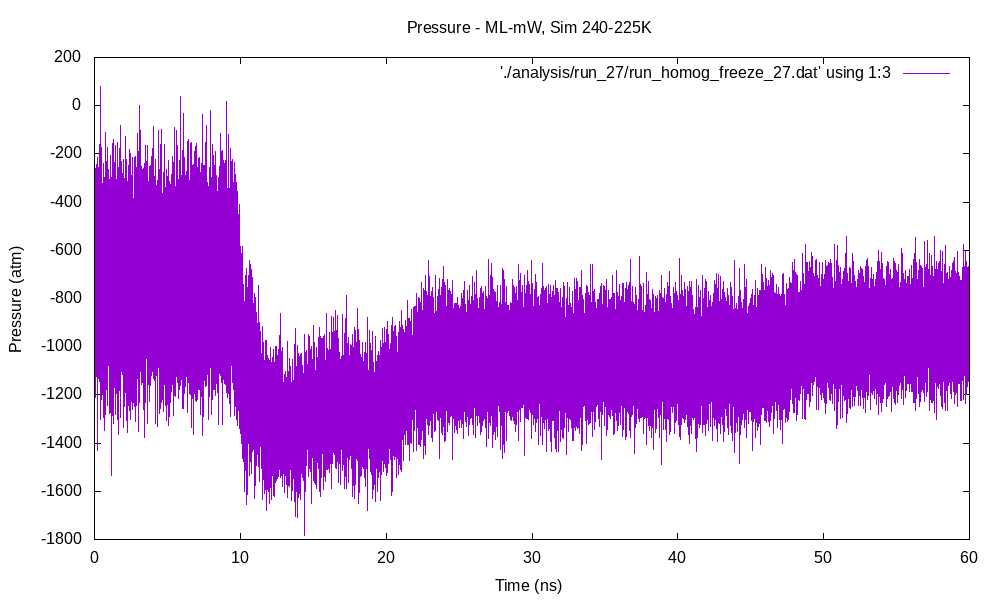 Pressure - ML-mW, Sim 240-225K
'./analysis/run_27/run_homog_freeze_27.dat' using 1:3
200
0
-200
-400
-600
-800
-1000
-1200
-1400
-1600
-1800
Pressure (atm)
0 10 20 30 40 50 60
Time (ns)